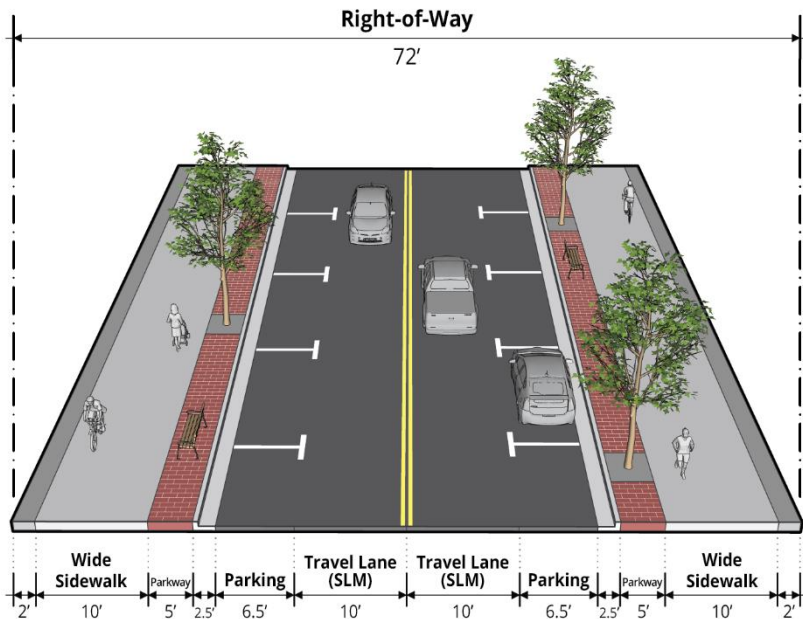 Right-of-Way
72’
Wide Sidewalk
Parkway
Parking
Travel Lane (SLM)
Travel Lane (SLM)
Parking
Parkway
Wide Sidewalk
2’ 10’ 5’ 2.5’ 6.5’ 10’ 10’ 6.5’ 2.5’ 5’ 10’ 2’